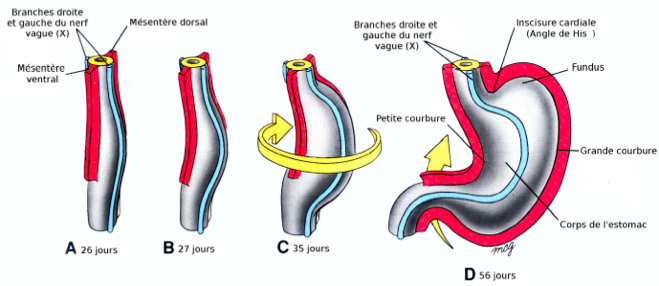 Branches droite
et gauche du nerf
vague (X)
Mésentère dorsal
Mésentère
ventral
Branches droite et
gauche du nerf
vague (X)
Inscisure cardiale
(Angle de His )
Fundus
Petite courbure
Grande courbure
Corps de l'estomac
mcg
A 26 jours
B 27 jours
C 35 jours
D 56 jours